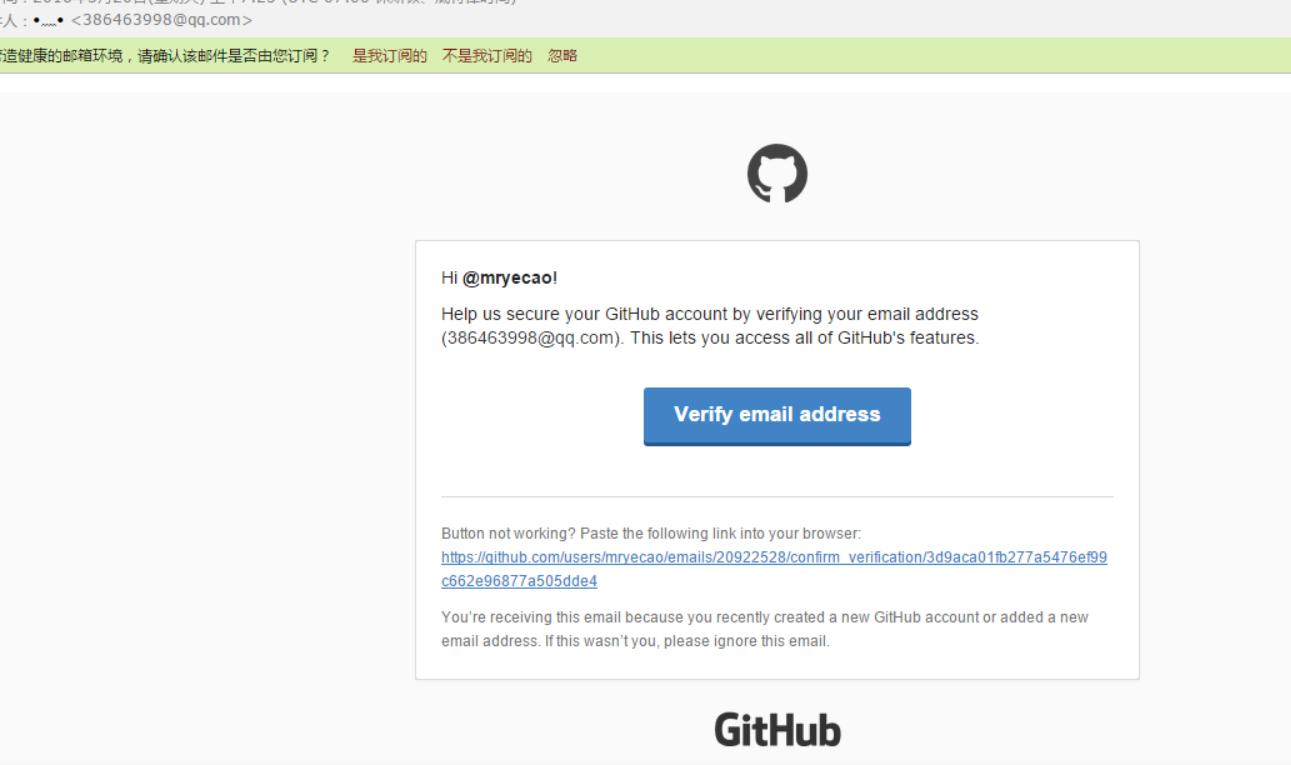 <386463998@qq.com>
造健康的邮箱环境，请确认该邮件是否由您订阅？ 是我订阅的 不是我订阅的 忽略
Hi @mryecao!
Help us secure your GitHub account by verifying your email address
(386463998@qq.com). This lets you access all of GitHub's features.
Verify email address
Button not working? Paste the following link into your browser:
https://github.com/users/mryecao/emails/20922528/confirm_verification/3d9aca01fb277a5476ef99
c662e96877a505dde4
You’re receiving this email because you recently created a new GitHub account or added a new
email address. If this wasn’t you, please ignore this email.
GitHub